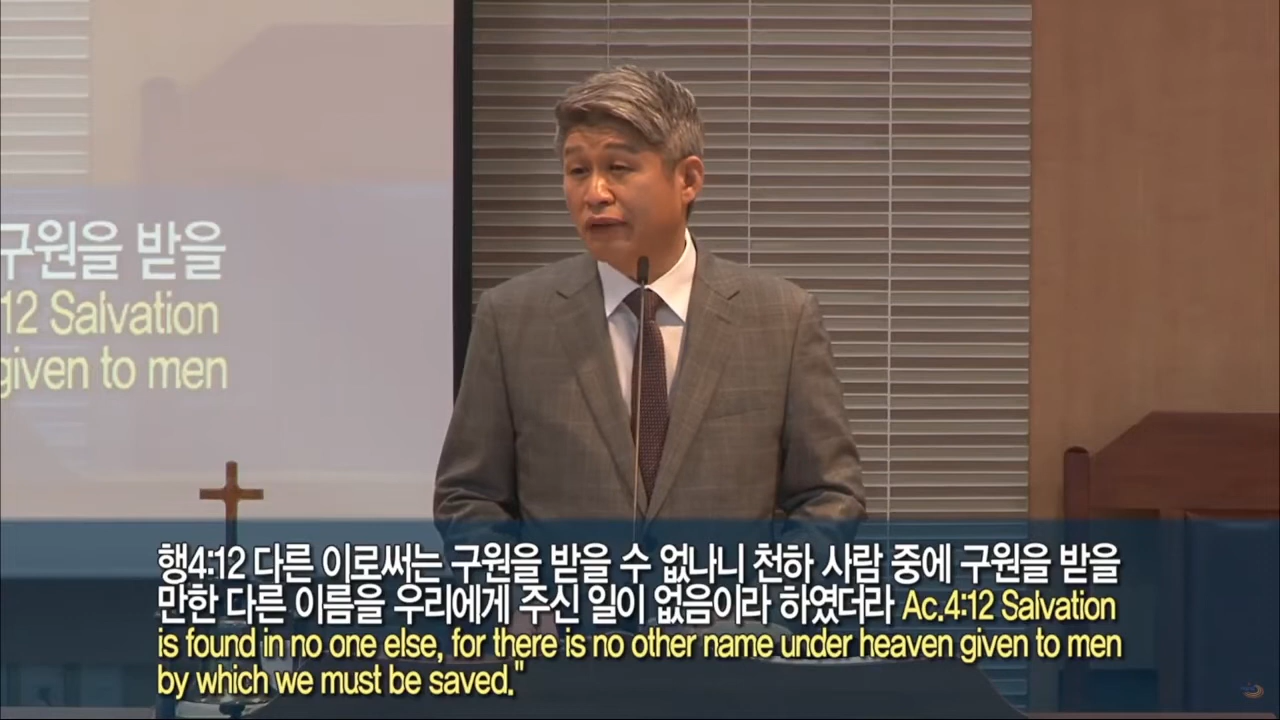 구원을 받을
12 Salvation
given to men
행4:12 다른 이로써는 구원을 받을 수 없나니 천하 사람 중에 구원을 받을
만한 다른 이름을 우리에게 주신 일이 없음이라 하였더라 Ac.4:12 Salvation
is found in no one else, for there is no other name under heaven given to men
by which we must be saved."